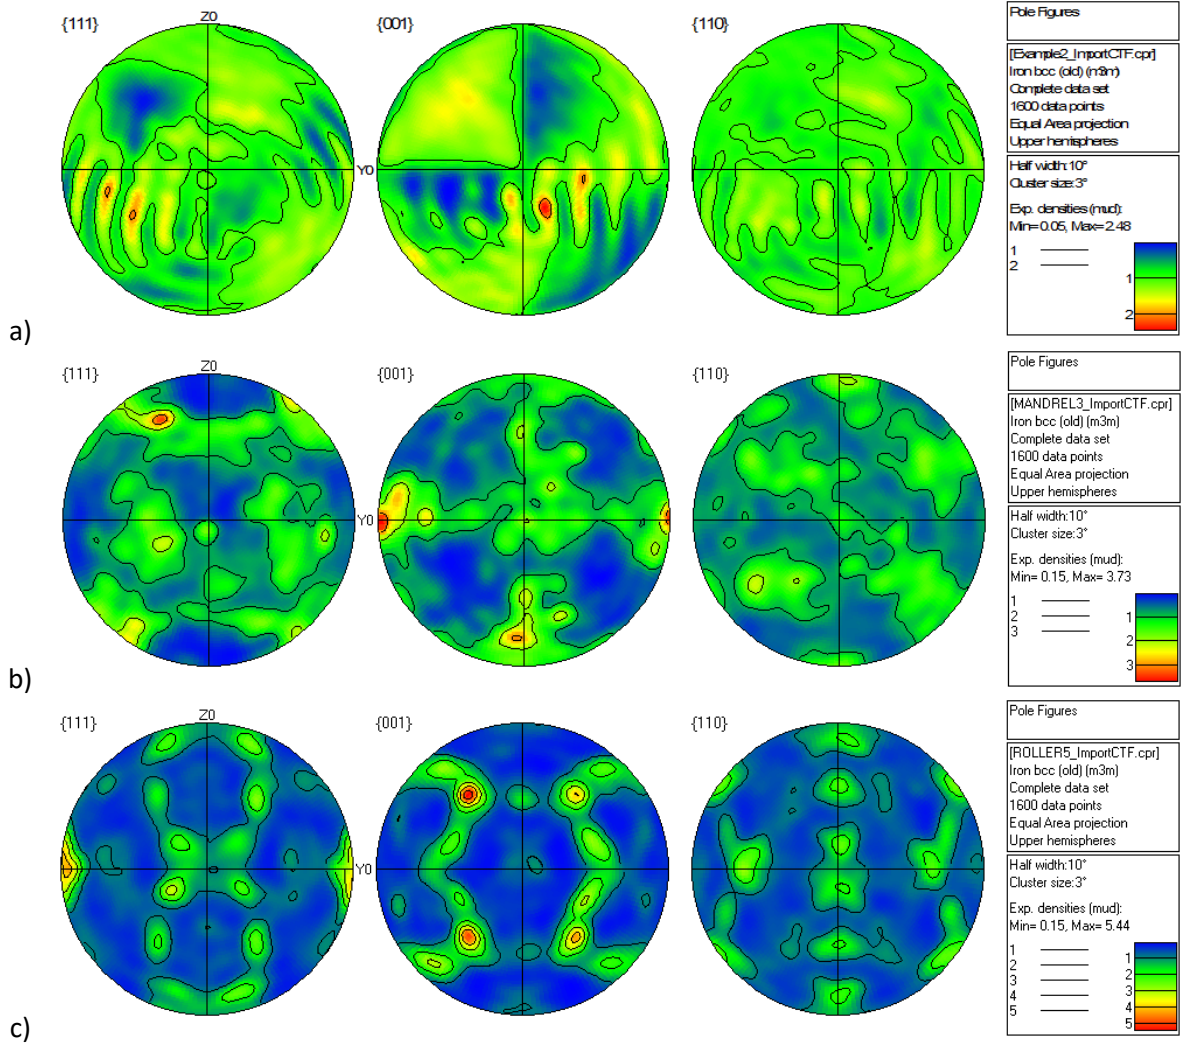 {111}
Z0
{001}
{110}
Y0
Pole Figures
[Example2_ImportCTF.cpr]
Iron bcc (old) (m3m)
Complete data set
1600 data points
Equal Area projection
Upper hemispheres
Half width:10°
Cluster size:3°
Exp. densities (mud):
Min= 0.05, Max= 2.48
1
2
1
2
a)
{111}
Z0
{001}
{110}
Y0
Pole Figures
[MANDREL3_ImportCTF.cpr]
Iron bcc (old) (m3m)
Complete data set
1600 data points
Equal Area projection
Upper hemispheres
Half width:10°
Cluster size:3°
Exp. densities (mud):
Min= 0.15, Max= 3.73
1
2
3
1
2
3
b)
{111}
Z0
{001}
{110}
Y0
Pole Figures
[ROLLER5_ImportCTF.cpr]
Iron bcc (old) (m3m)
Complete data set
1600 data points
Equal Area projection
Upper hemispheres
Half width:10°
Cluster size:3°
Exp. densities (mud):
Min= 0.15, Max= 5.44
1
2
3
4
5
1
2
3
4
5
c)